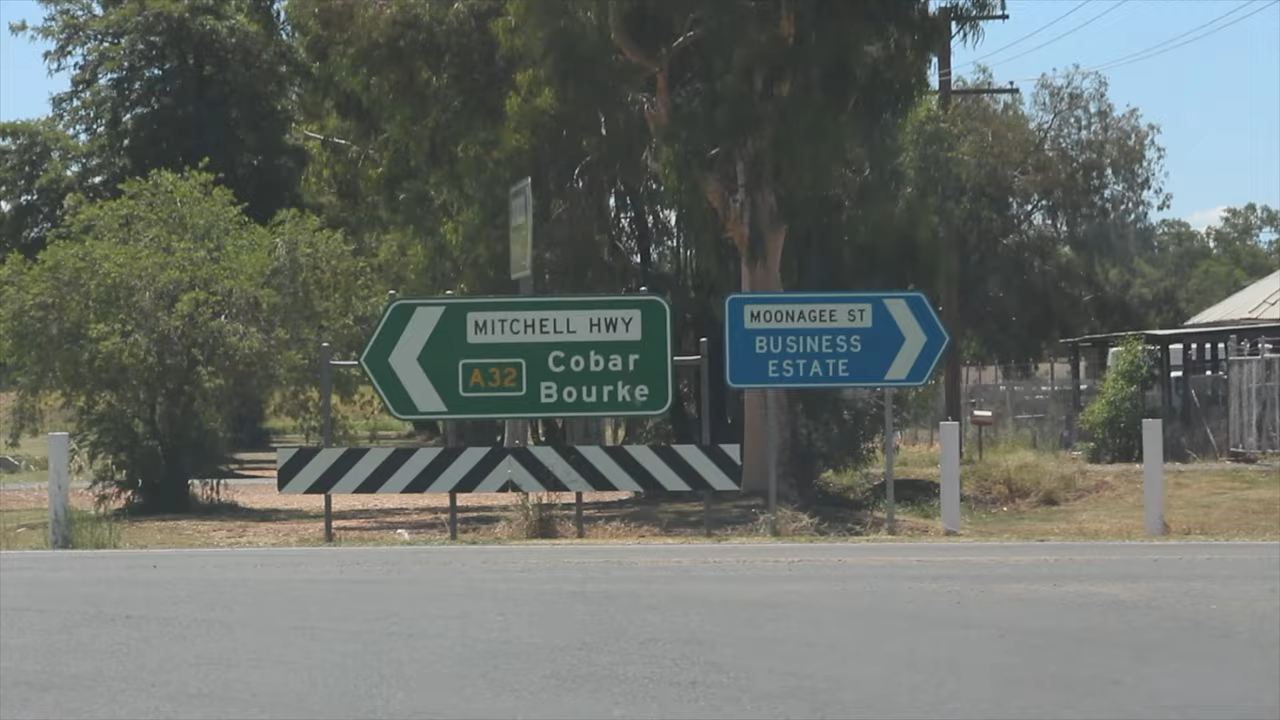 MITCHELL HWY
A32
Cobar
Bourke
MOONAGEE ST
BUSINESS
ESTATE